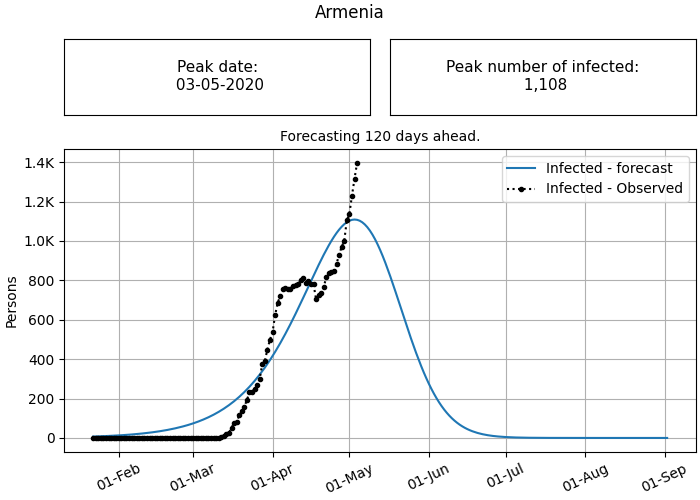 Armenia
Peak date:
03-05-2020
Peak number of infected:
1,108
Forecasting 120 days ahead.
Infected - forecast
Infected - Observed
Persons
1.4K
1.2K
1.0K
800
600
400
200
0
01-Feb
01-Mar
01-Apr
01-May
01-Jun
01-Jul
01-Aug
01-Sep